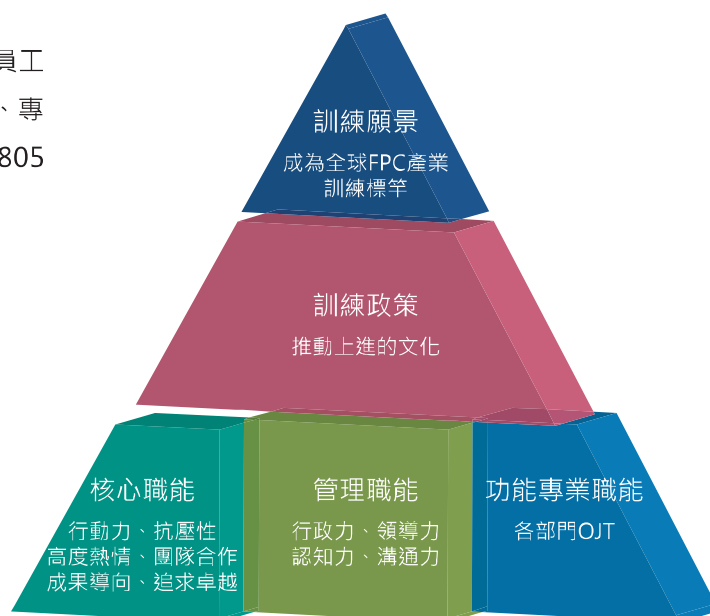 員工
、專
805
訓練願景
成為全球FPC產業
訓練標竿
訓練政策
推動上進的文化
核心職能
行動力、抗壓性
高度熱情、團隊合作
成果導向、追求卓越
管理職能
行政力、領導力
認知力、溝通力
功能專業職能
各部門OJT